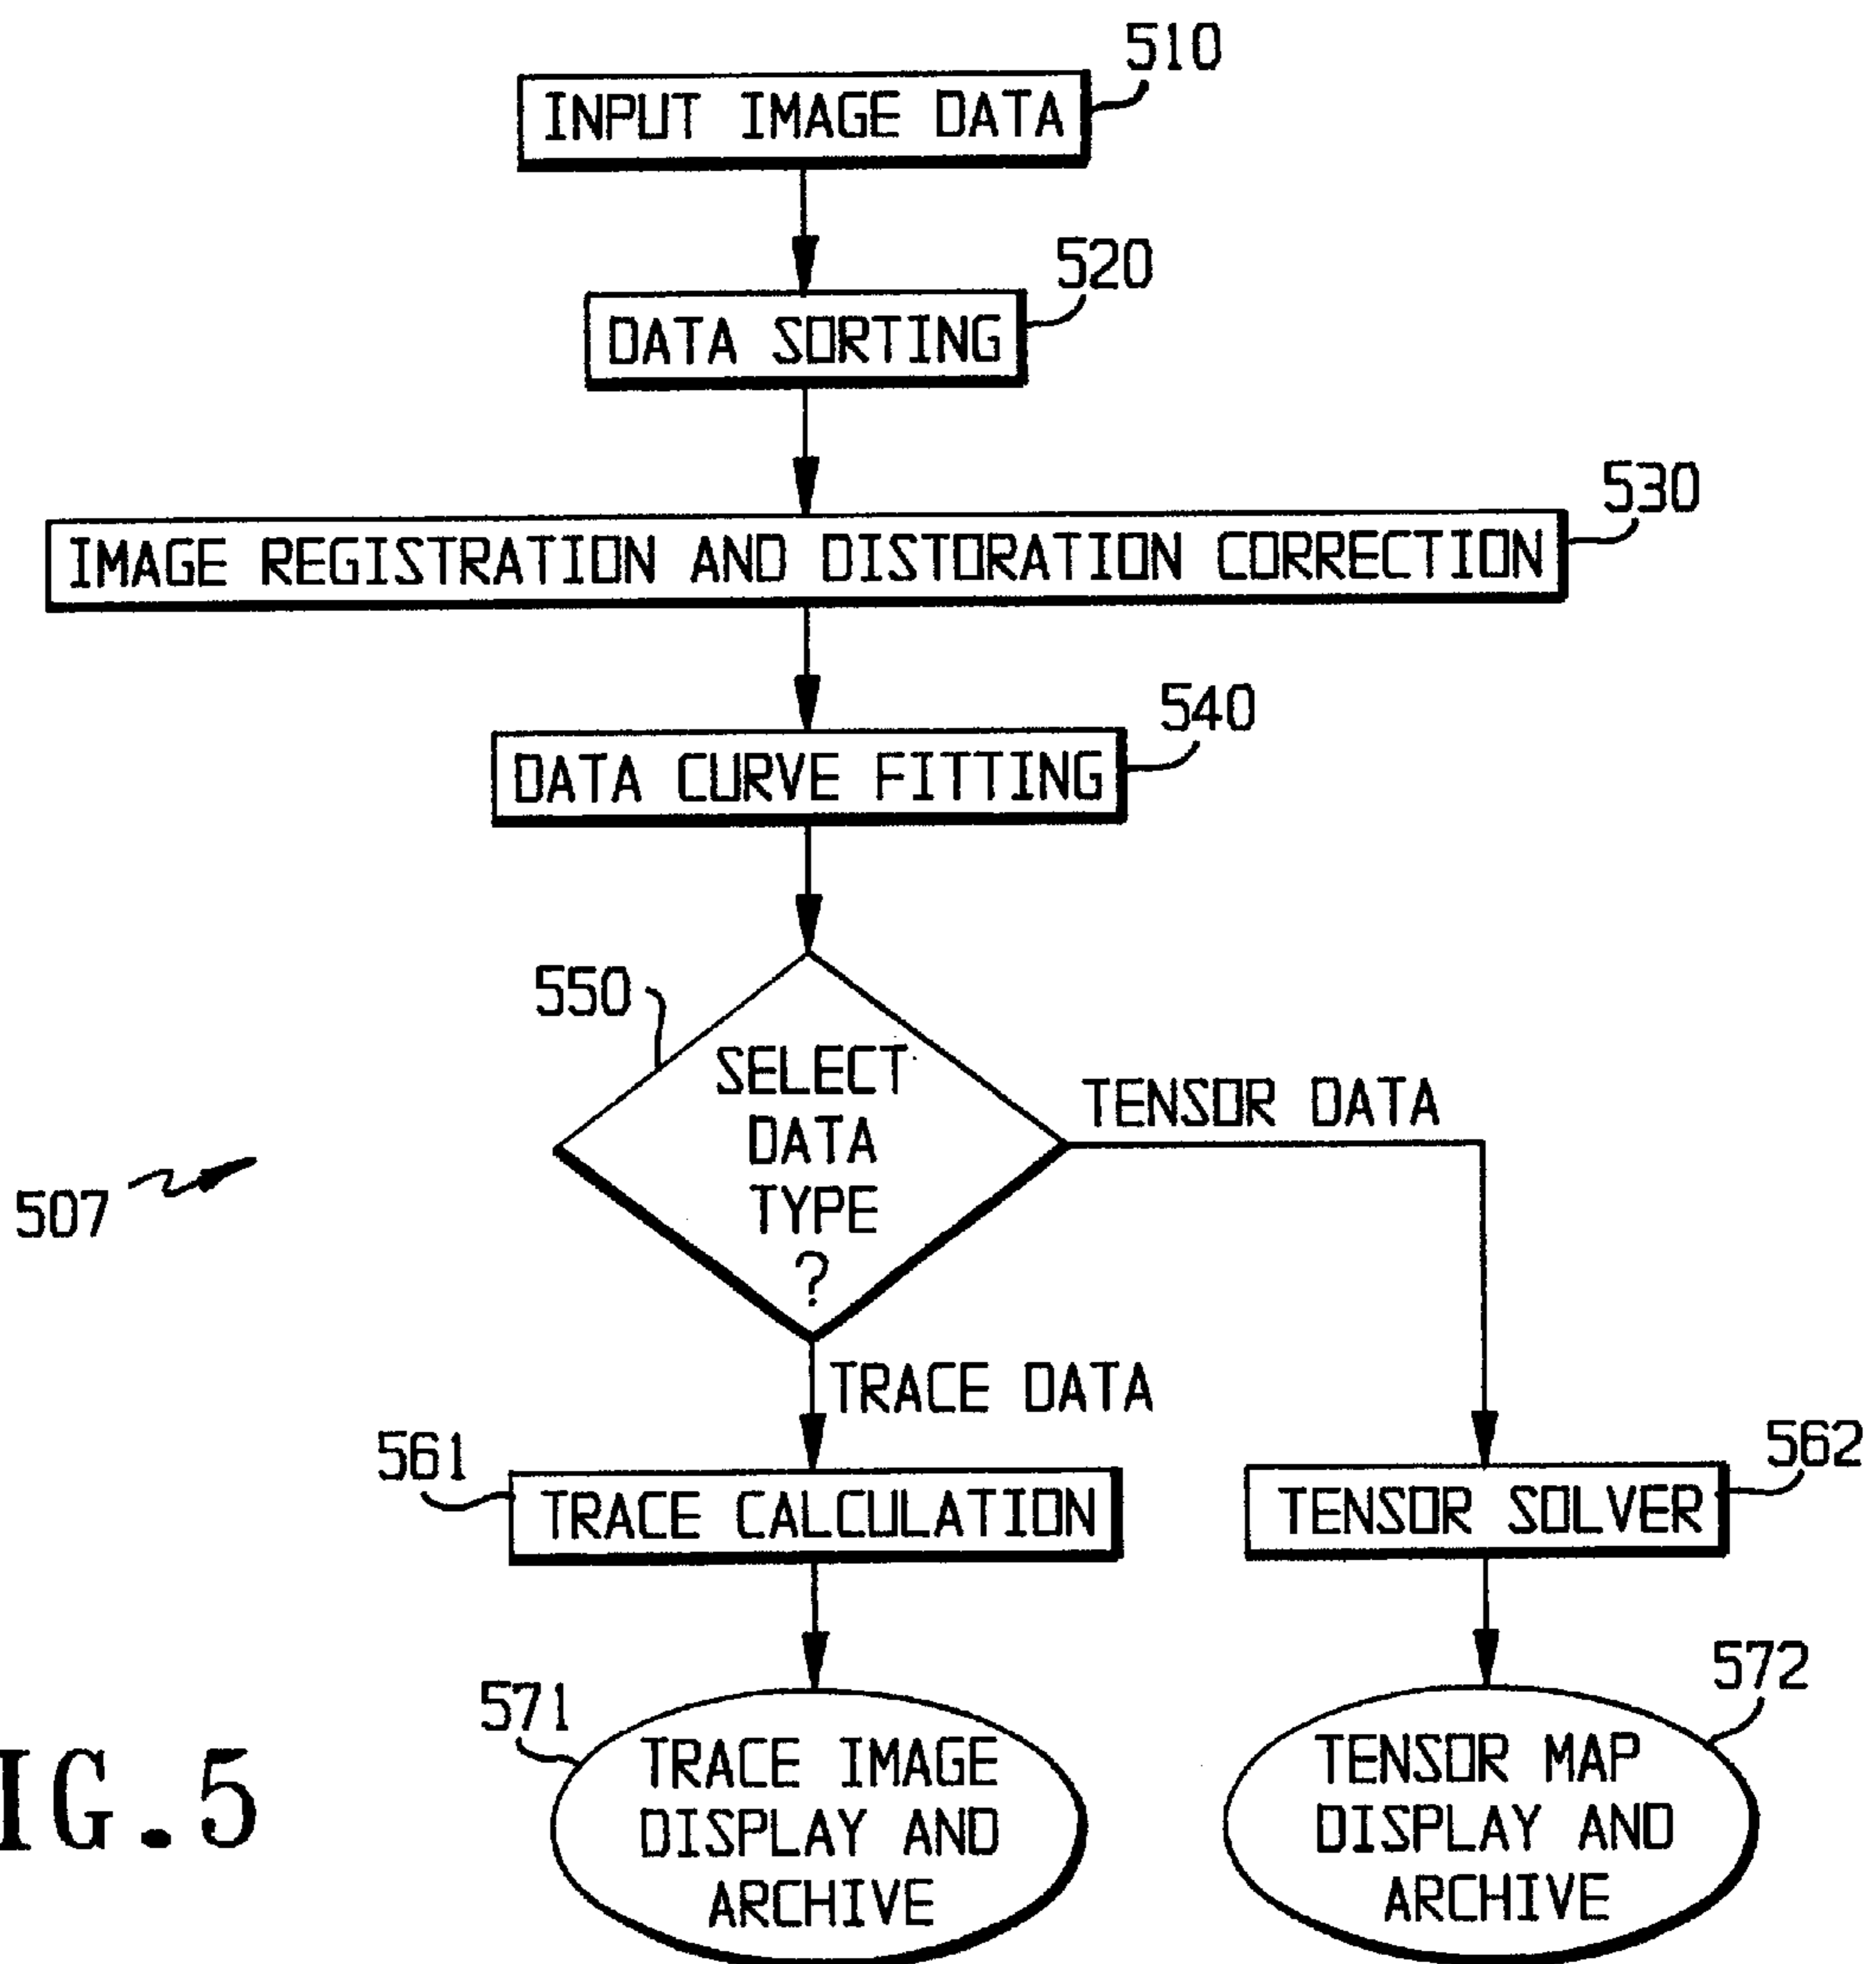 510
INPUT IMAGE DATA
520
DATA SORTING
530
IMAGE REGISTRATION AND DISTORATION CORRECTION
540
DATA CURVE FITTING
550
SELECT
DATA
TYPE
?
TENSOR DATA
507
TRACE DATA
561
TRACE CALCULATION
562
TENSOR SOLVER
571
TRACE IMAGE
DISPLAY AND
ARCHIVE
572
TENSOR MAP
DISPLAY AND
ARCHIVE
IG.5